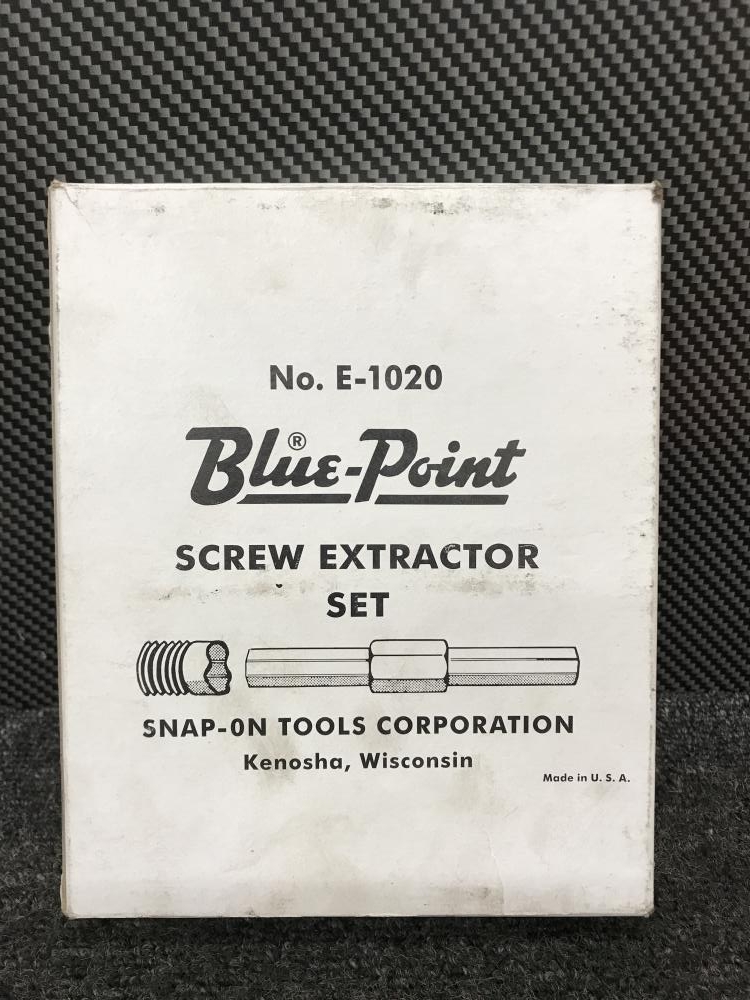 No. E-1020
Blue-Point®
SCREW EXTRACTOR
SET
SNAP-ON TOOLS CORPORATION
Kenosha, Wisconsin
Made in U. S. A.